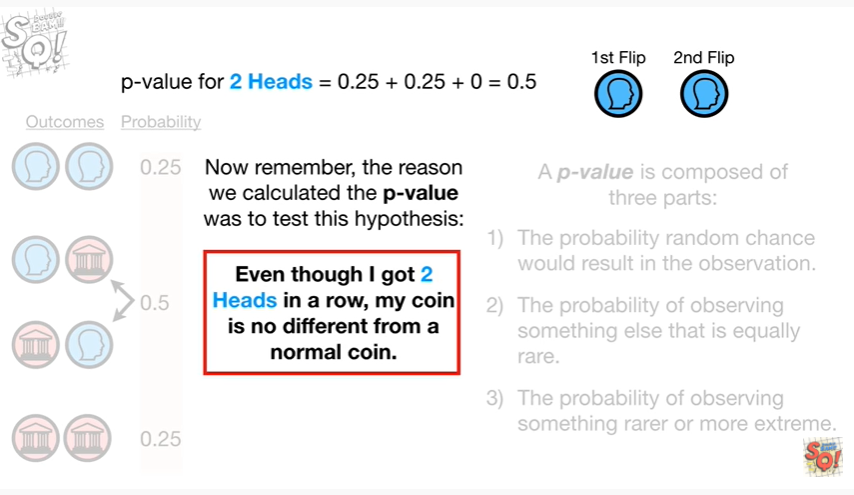 1st Flip 2nd Flip
p-value for 2 Heads = 0.25 + 0.25 + 0 = 0.5
Outcomes Probability
0.25
0.5
0.25
Now remember, the reason
we calculated the p-value
was to test this hypothesis:
Even though I got 2
Heads in a row, my coin
is no different from a
normal coin.
A p-value is composed of
three parts:
1) The probability random chance
would result in the observation.
2) The probability of observing
something else that is equally
rare.
3) The probability of observing
something rarer or more extreme.
SQ!